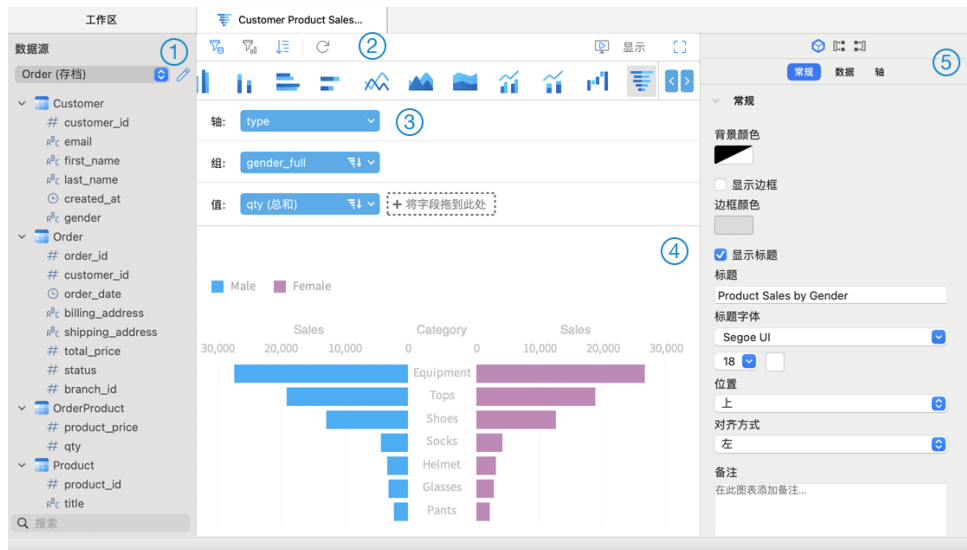 工作区
Customer Product Sales...
数据源
①
Order (存档)
Customer
# customer_id
ABC email
ABC first_name
ABC last_name
created_at
ABC gender
Order
# order_id
# customer_id
order_date
ABC billing_address
ABC shipping_address
# total_price
# status
# branch_id
OrderProduct
# product_price
# qty
Product
# product_id
ABC title
搜索
②
显示
轴:
type
③
组:
gender_full
值:
qty (总和)
+ 将字段拖到此处
④
Male
Female
Sales
Category
Sales
30,000
20,000
10,000
0
0
10,000
20,000
30,000
Equipment
Tops
Shoes
Socks
Helmet
Glasses
Pants
⑤
常规
数据
轴
常规
背景颜色
显示边框
边框颜色
显示标题
标题
Product Sales by Gender
标题字体
Segoe UI
18
位置
上
对齐方式
左
备注
在此图表添加备注...